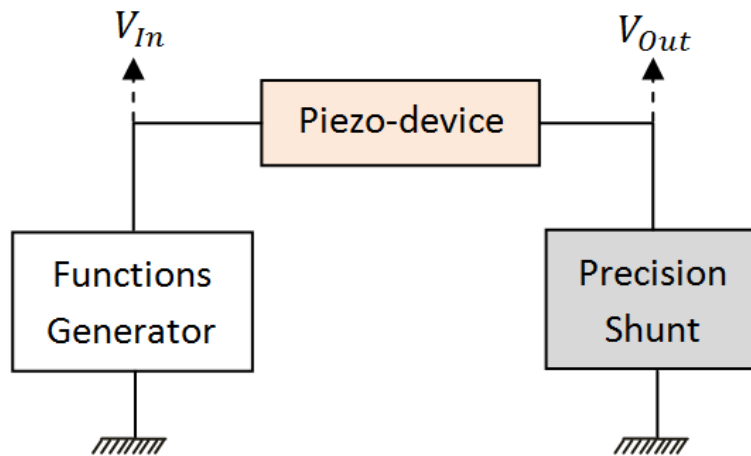 V_In
V_Out
Piezo-device
Functions
Generator
Precision
Shunt